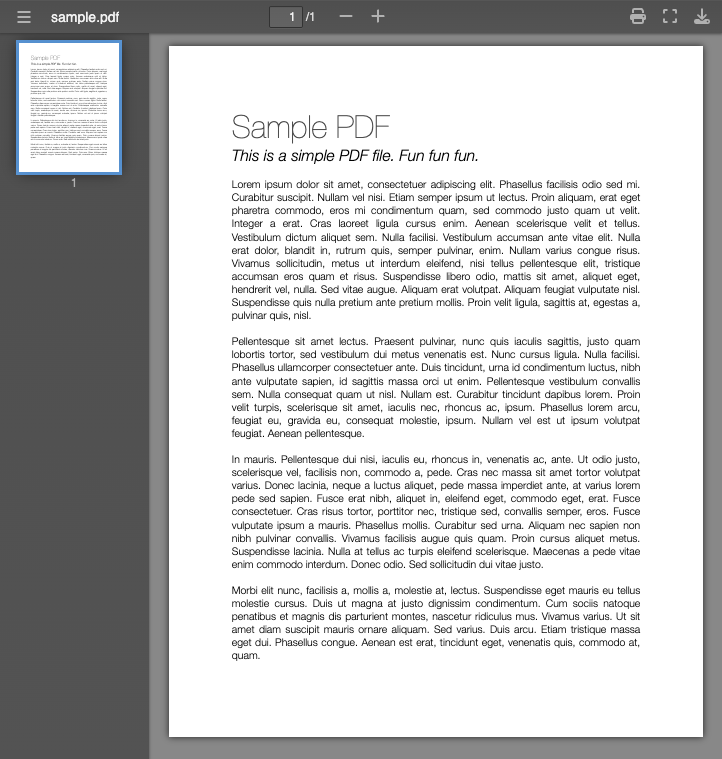 sample.pdf
1 /1
1
Sample PDF
This is a simple PDF file. Fun fun fun.
Lorem ipsum dolor sit amet, consectetuer adipiscing elit. Phasellus facilisis odio sed mi.
Curabitur suscipit. Nullam vel nisi. Etiam semper ipsum ut lectus. Proin aliquam, erat eget
pharetra commodo, eros mi condimentum quam, sed commodo justo quam ut velit.
Integer a erat. Cras laoreet ligula cursus enim. Aenean scelerisque velit et tellus.
Vestibulum dictum aliquet sem. Nulla facilisi. Vestibulum accumsan ante vitae elit. Nulla
erat dolor, blandit in, rutrum quis, semper pulvinar, enim. Nullam varius congue risus.
Vivamus sollicitudin, metus ut interdum eleifend, nisi tellus pellentesque elit, tristique
accumsan eros quam et risus. Suspendisse libero odio, mattis sit amet, aliquet eget,
hendrerit vel, nulla. Sed vitae augue. Aliquam erat volutpat. Aliquam feugiat vulputate nisl.
Suspendisse quis nulla pretium ante pretium mollis. Proin velit ligula, sagittis at, egestas a,
pulvinar quis, nisl.
Pellentesque sit amet lectus. Praesent pulvinar, nunc quis iaculis sagittis, justo quam
lobortis tortor, sed vestibulum dui metus venenatis est. Nunc cursus ligula. Nulla facilisi.
Phasellus ullamcorper consectetuer ante. Duis tincidunt, urna id condimentum luctus, nibh
ante vulputate sapien, id sagittis massa orci ut enim. Pellentesque vestibulum convallis
sem. Nulla consequat quam ut nisl. Nullam est. Curabitur tincidunt dapibus lorem. Proin
velit turpis, scelerisque sit amet, iaculis nec, rhoncus ac, ipsum. Phasellus lorem arcu,
feugiat eu, gravida eu, consequat molestie, ipsum. Nullam vel est ut ipsum volutpat
feugiat. Aenean pellentesque.
In mauris. Pellentesque dui nisi, iaculis eu, rhoncus in, venenatis ac, ante. Ut odio justo,
scelerisque vel, facilisis non, commodo a, pede. Cras nec massa sit amet tortor volutpat
varius. Donec lacinia, neque a luctus aliquet, pede massa imperdiet ante, at varius lorem
pede sed sapien. Fusce erat nibh, aliquet in, eleifend eget, commodo eget, erat. Fusce
consectetuer. Cras risus tortor, porttitor nec, tristique sed, convallis semper, eros. Fusce
vulputate ipsum a mauris. Phasellus mollis. Curabitur sed urna. Aliquam nec sapien non
nibh pulvinar convallis. Vivamus facilisis augue quis quam. Proin cursus aliquet metus.
Suspendisse lacinia. Nulla at tellus ac turpis eleifend scelerisque. Maecenas a pede vitae
enim commodo interdum. Donec odio. Sed sollicitudin dui vitae justo.
Morbi elit nunc, facilisis a, mollis a, molestie at, lectus. Suspendisse eget mauris eu tellus
molestie cursus. Duis ut magna at justo dignissim condimentum. Cum sociis natoque
penatibus et magnis dis parturient montes, nascetur ridiculus mus. Vivamus varius. Ut sit
amet diam suscipit mauris ornare aliquam. Sed varius. Duis arcu. Etiam tristique massa
eget dui. Phasellus congue. Aenean est erat, tincidunt eget, venenatis quis, commodo at,
quam.